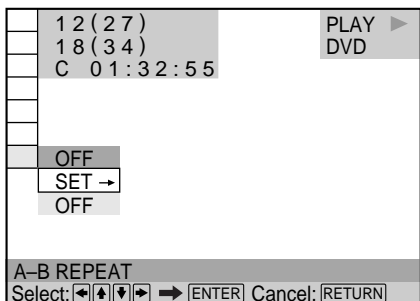 12(27)
18(34)
C 01:32:55
PLAY ▶
DVD
OFF
SET →
OFF
A–B REPEAT
Select: ←↑↓→ ➡ ENTER Cancel: RETURN